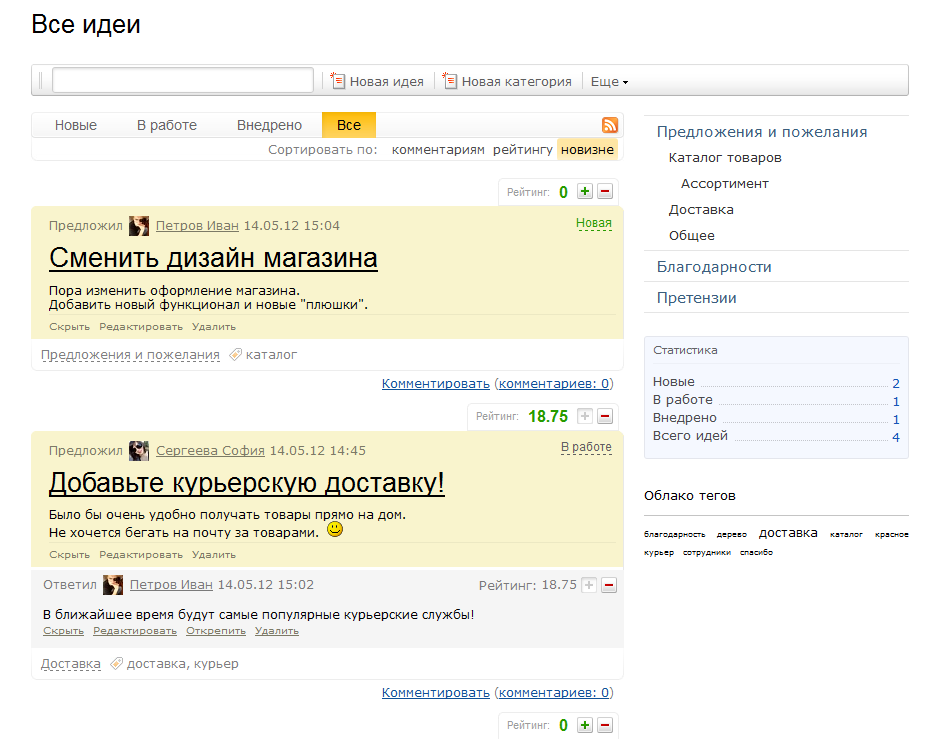 Все идеи
Новая идея Новая категория Еще
Новые В работе Внедрено Все
Сортировать по: комментариям рейтингу новизне
Рейтинг: 0
Предложил Петров Иван 14.05.12 15:04 Новая
Сменить дизайн магазина
Пора изменить оформление магазина.
Добавить новый функционал и новые "плюшки".
Скрыть Редактировать Удалить
Предложения и пожелания каталог
Комментировать (комментариев: 0)
Рейтинг: 18.75
Предложил Сергеева София 14.05.12 14:45 В работе
Добавьте курьерскую доставку!
Было бы очень удобно получать товары прямо на дом.
Не хочется бегать на почту за товарами.
Скрыть Редактировать Удалить
Ответил Петров Иван 14.05.12 15:02 Рейтинг: 18.75
В ближайшее время будут самые популярные курьерские службы!
Скрыть Редактировать Открепить Удалить
Доставка доставка, курьер
Комментировать (комментариев: 0)
Рейтинг: 0
Предложения и пожелания
Каталог товаров
Ассортимент
Доставка
Общее
Благодарности
Претензии
Статистика
Новые 2
В работе 1
Внедрено 1
Всего идей 4
Облако тегов
благодарность дерево доставка каталог красное
курьер сотрудники спасибо